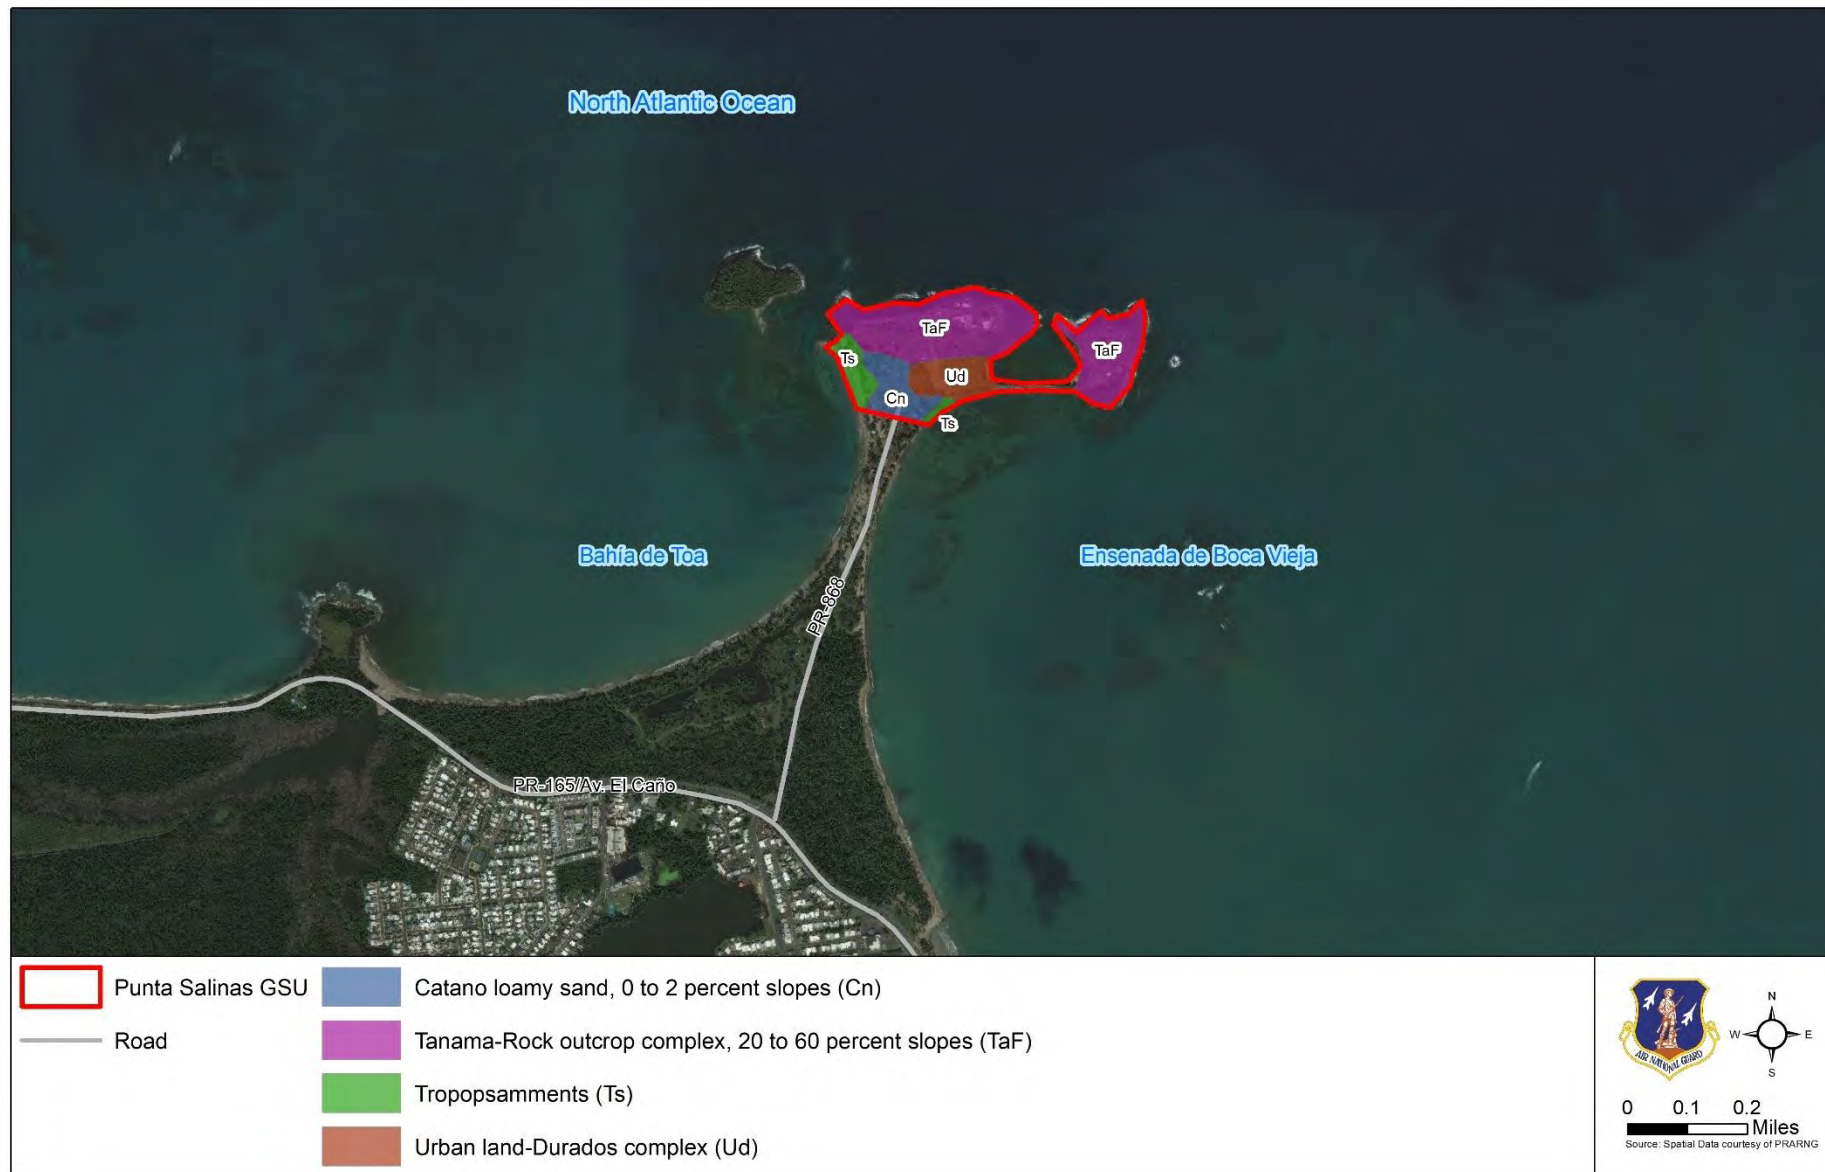 North Atlantic Ocean
TaF
TaF
Ts
Ud
Cn
Ts
Bahía de Toa
Ensenada de Boca Vieja
PR-868
PR-165/Av. El Caño
Punta Salinas GSU
Road
Catano loamy sand, 0 to 2 percent slopes (Cn)
Tanama-Rock outcrop complex, 20 to 60 percent slopes (TaF)
Tropopsamments (Ts)
Urban land-Durados complex (Ud)
AIR NATIONAL GUARD
N
W E
S
0 0.1 0.2
Miles
Source: Spatial Data courtesy of PRARNG